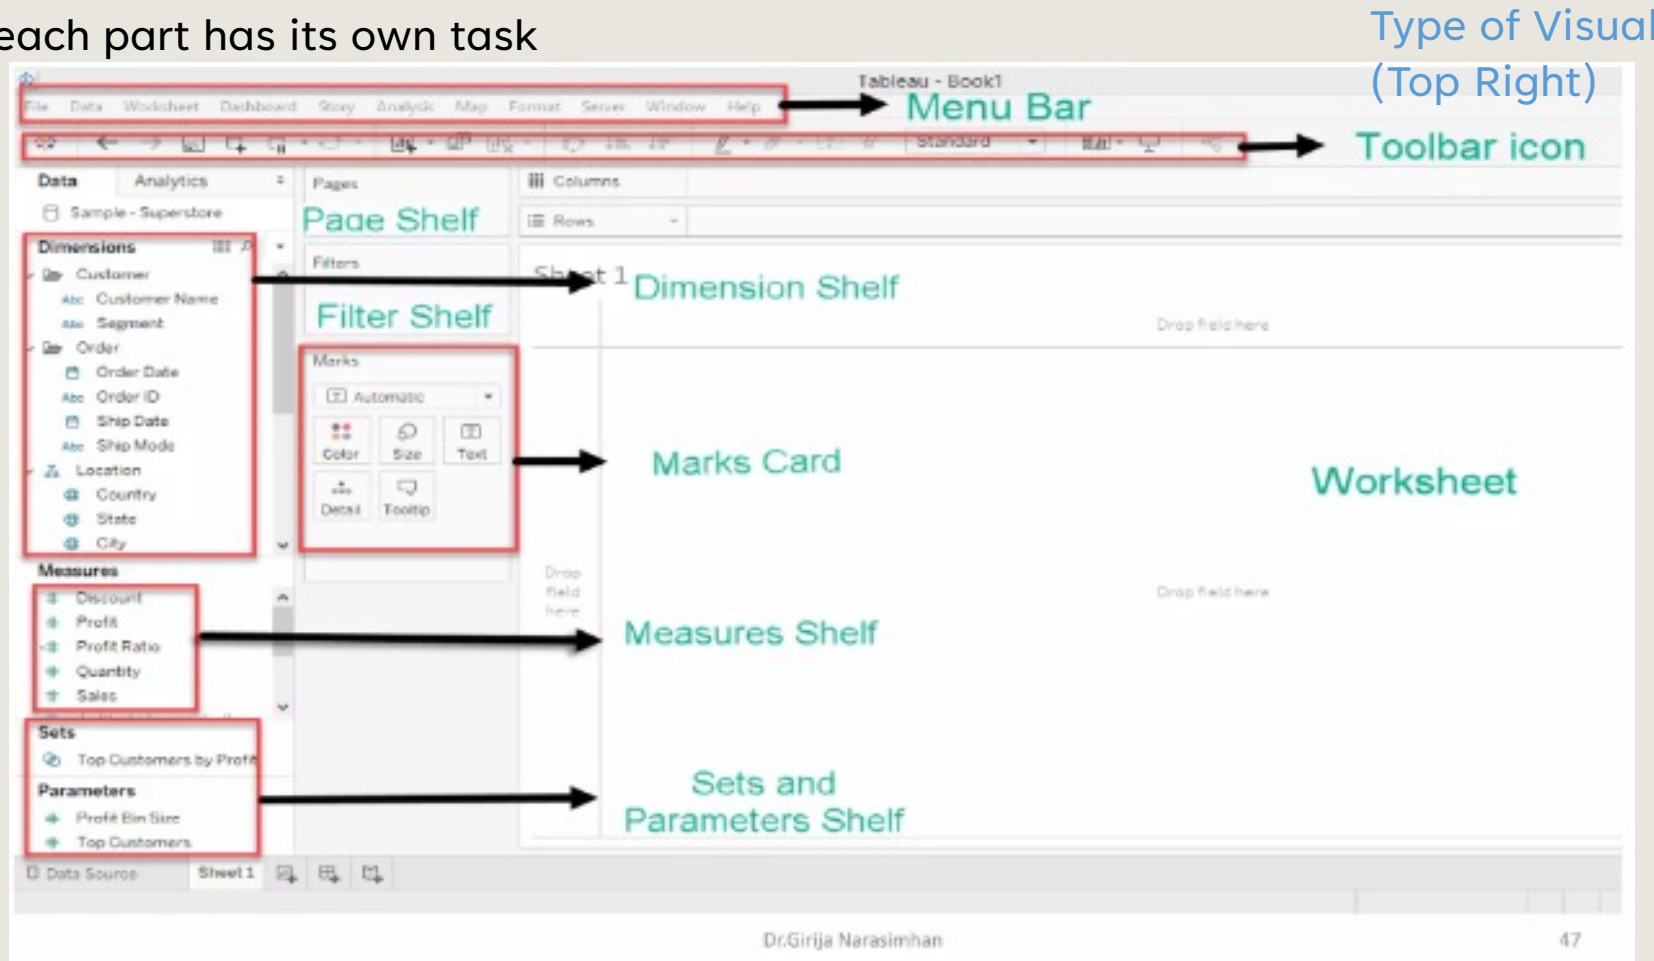 each part has its own task
Type of Visual
(Top Right)
Tableau - Book1
File Data Worksheet Dashboard Story Analysis Map Format Server Window Help
Menu Bar
Standard
Toolbar icon
Data Analytics
Pages
Columns
Sample - Superstore
Page Shelf
Rows
Dimensions
Filters
Customer
Sheet 1
Dimension Shelf
Abc Customer Name
Filter Shelf
Abc Segment
Drop field here
Order
Marks
Order Date
Automatic
Abc Order ID
Ship Date
Abc Ship Mode
Color Size Text
Marks Card
Location
Worksheet
Country
Detail Tooltip
State
City
Measures
Drop
field
here
Discount
Drop field here
Profit
Measures Shelf
Profit Ratio
Quantity
Sales
Sets
Top Customers by Profit
Sets and
Parameters Shelf
Parameters
Profit Bin Size
Top Customers
Data Source Sheet 1
Dr.Girija Narasimhan
47